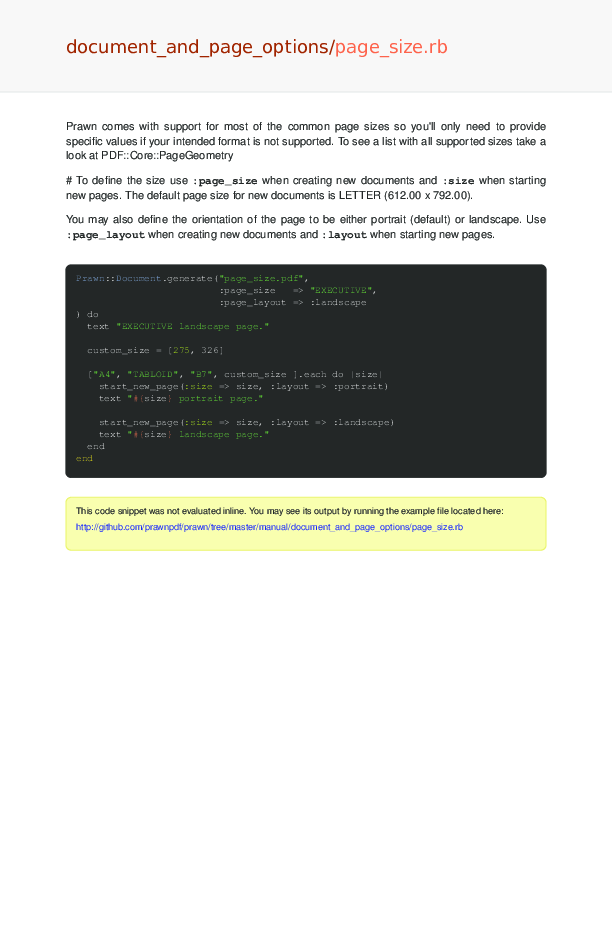 document_and_page_options/page_size.rb
Prawn comes with support for most of the common page sizes so you'll only need to provide
specific values if your intended format is not supported. To see a list with all supported sizes take a
look at PDF::Core::PageGeometry
# To define the size use :page_size when creating new documents and :size when starting
new pages. The default page size for new documents is LETTER (612.00 x 792.00).
You may also define the orientation of the page to be either portrait (default) or landscape. Use
:page_layout when creating new documents and :layout when starting new pages.
Prawn::Document.generate("page_size.pdf",
                         :page_size   => "EXECUTIVE",
                         :page_layout => :landscape
) do
  text "EXECUTIVE landscape page."
  custom_size = [275, 326]
  ["A4", "TABLOID", "B7", custom_size ].each do |size|
    start_new_page(:size => size, :layout => :portrait)
    text "#{size} portrait page."
    start_new_page(:size => size, :layout => :landscape)
    text "#{size} landscape page."
  end
end
This code snippet was not evaluated inline. You may see its output by running the example file located here:
http://github.com/prawnpdf/prawn/tree/master/manual/document_and_page_options/page_size.rb